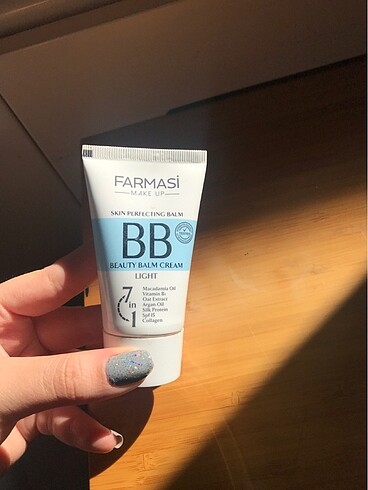 FARMASİ
MAKE UP
SKIN PERFECTING BALM
BB
BEAUTY BALM CREAM
LIGHT
7 in 1
Macadamia Oil
Vitamin B5
Oat Extract
Argan Oil
Silk Protein
Spf 15
Collagen